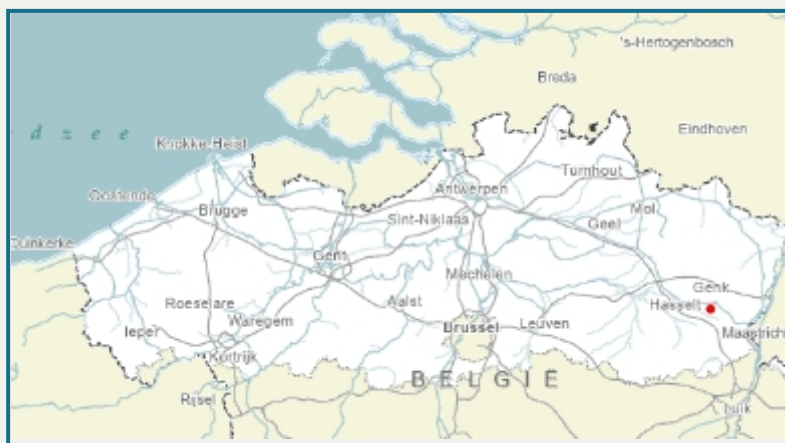 's-Hertogenbosch
Breda
d z e e
Eindhoven
Knokke-Heist
Turnhout
Antwerpen
Oostende
Mol
Brugge
Sint-Niklaas
Geel
Duinkerke
Gent
Mechelen
Genk
Roeselare
Aalst
Hasselt
Waregem
Brussel
Leuven
Ieper
Maastrich
Kortrijk
BELGIË
Rijsel
Luik